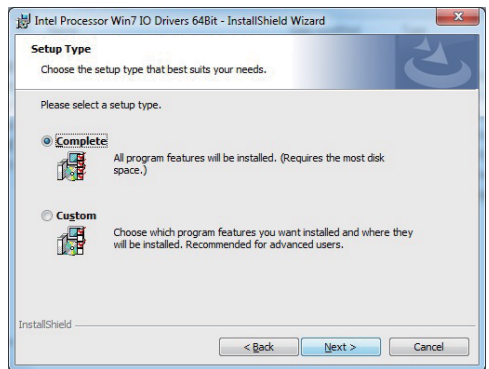 Intel Processor Win7 IO Drivers 64Bit - InstallShield Wizard
Setup Type
Choose the setup type that best suits your needs.
Please select a setup type.
Complete
All program features will be installed. (Requires the most disk
space.)
Custom
Choose which program features you want installed and where they
will be installed. Recommended for advanced users.
InstallShield
< Back Next > Cancel